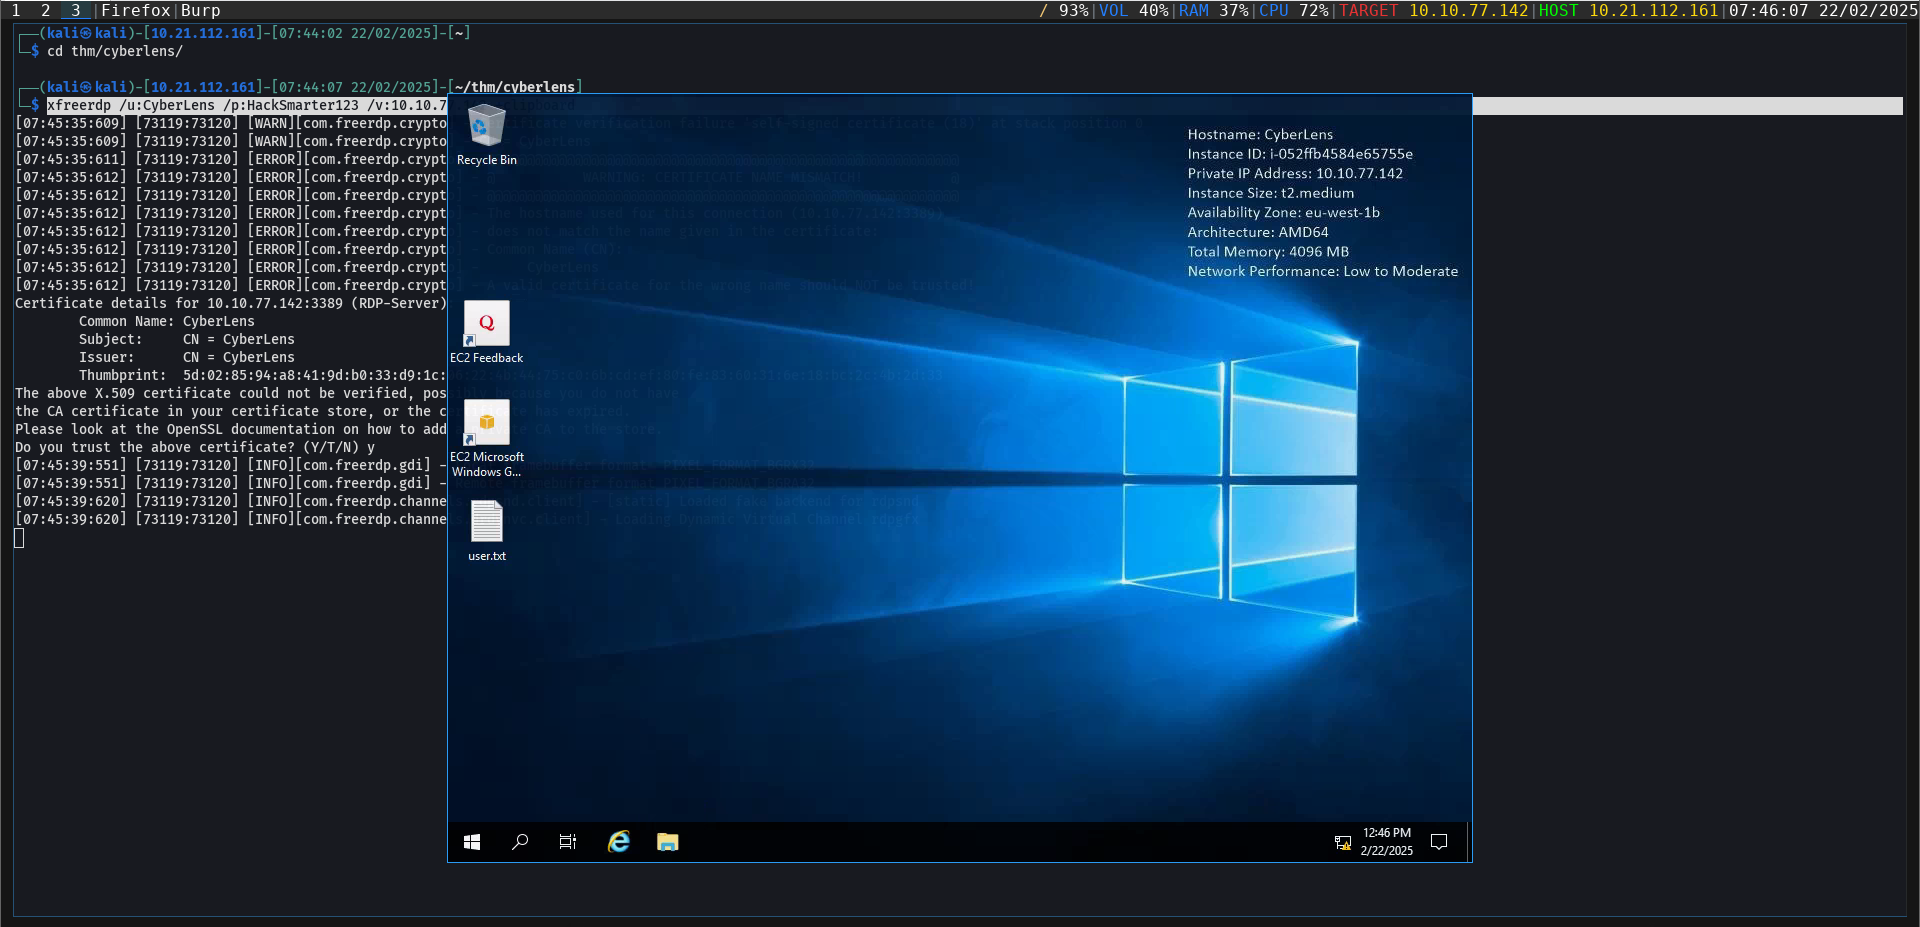 1 2 3 |Firefox|Burp
/ 93%|VOL 40%|RAM 37%|CPU 72%|TARGET 10.10.77.142|HOST 10.21.112.161|07:46:07 22/02/2025
(kali㉿kali)-[10.21.112.161]-[07:44:02 22/02/2025]-[~]
$ cd thm/cyberlens/
(kali㉿kali)-[10.21.112.161]-[07:44:07 22/02/2025]-[~/thm/cyberlens]
$ xfreerdp /u:CyberLens /p:HackSmarter123 /v:10.10.7
[07:45:35:609] [73119:73120] [WARN][com.freerdp.crypto
[07:45:35:609] [73119:73120] [WARN][com.freerdp.crypto
[07:45:35:611] [73119:73120] [ERROR][com.freerdp.crypt
[07:45:35:612] [73119:73120] [ERROR][com.freerdp.crypt
[07:45:35:612] [73119:73120] [ERROR][com.freerdp.crypt
[07:45:35:612] [73119:73120] [ERROR][com.freerdp.crypt
[07:45:35:612] [73119:73120] [ERROR][com.freerdp.crypt
[07:45:35:612] [73119:73120] [ERROR][com.freerdp.crypt
[07:45:35:612] [73119:73120] [ERROR][com.freerdp.crypt
[07:45:35:612] [73119:73120] [ERROR][com.freerdp.crypt
Certificate details for 10.10.77.142:3389 (RDP-Server)
Common Name: CyberLens
Subject: CN = CyberLens
Issuer: CN = CyberLens
Thumbprint: 5d:02:85:94:a8:41:9d:b0:33:d9:1c:
The above X.509 certificate could not be verified, possibly because you do not have
the CA certificate in your certificate store, or the certificate has expired.
Please look at the OpenSSL documentation on how to add a private CA to the store.
Do you trust the above certificate? (Y/T/N) y
[07:45:39:551] [73119:73120] [INFO][com.freerdp.gdi] -
[07:45:39:551] [73119:73120] [INFO][com.freerdp.gdi] -
[07:45:39:620] [73119:73120] [INFO][com.freerdp.channe
[07:45:39:620] [73119:73120] [INFO][com.freerdp.channe
Recycle Bin
EC2 Feedback
EC2 Microsoft
Windows G...
user.txt
Hostname: CyberLens
Instance ID: i-052ffb4584e65755e
Private IP Address: 10.10.77.142
Instance Size: t2.medium
Availability Zone: eu-west-1b
Architecture: AMD64
Total Memory: 4096 MB
Network Performance: Low to Moderate
12:46 PM
2/22/2025